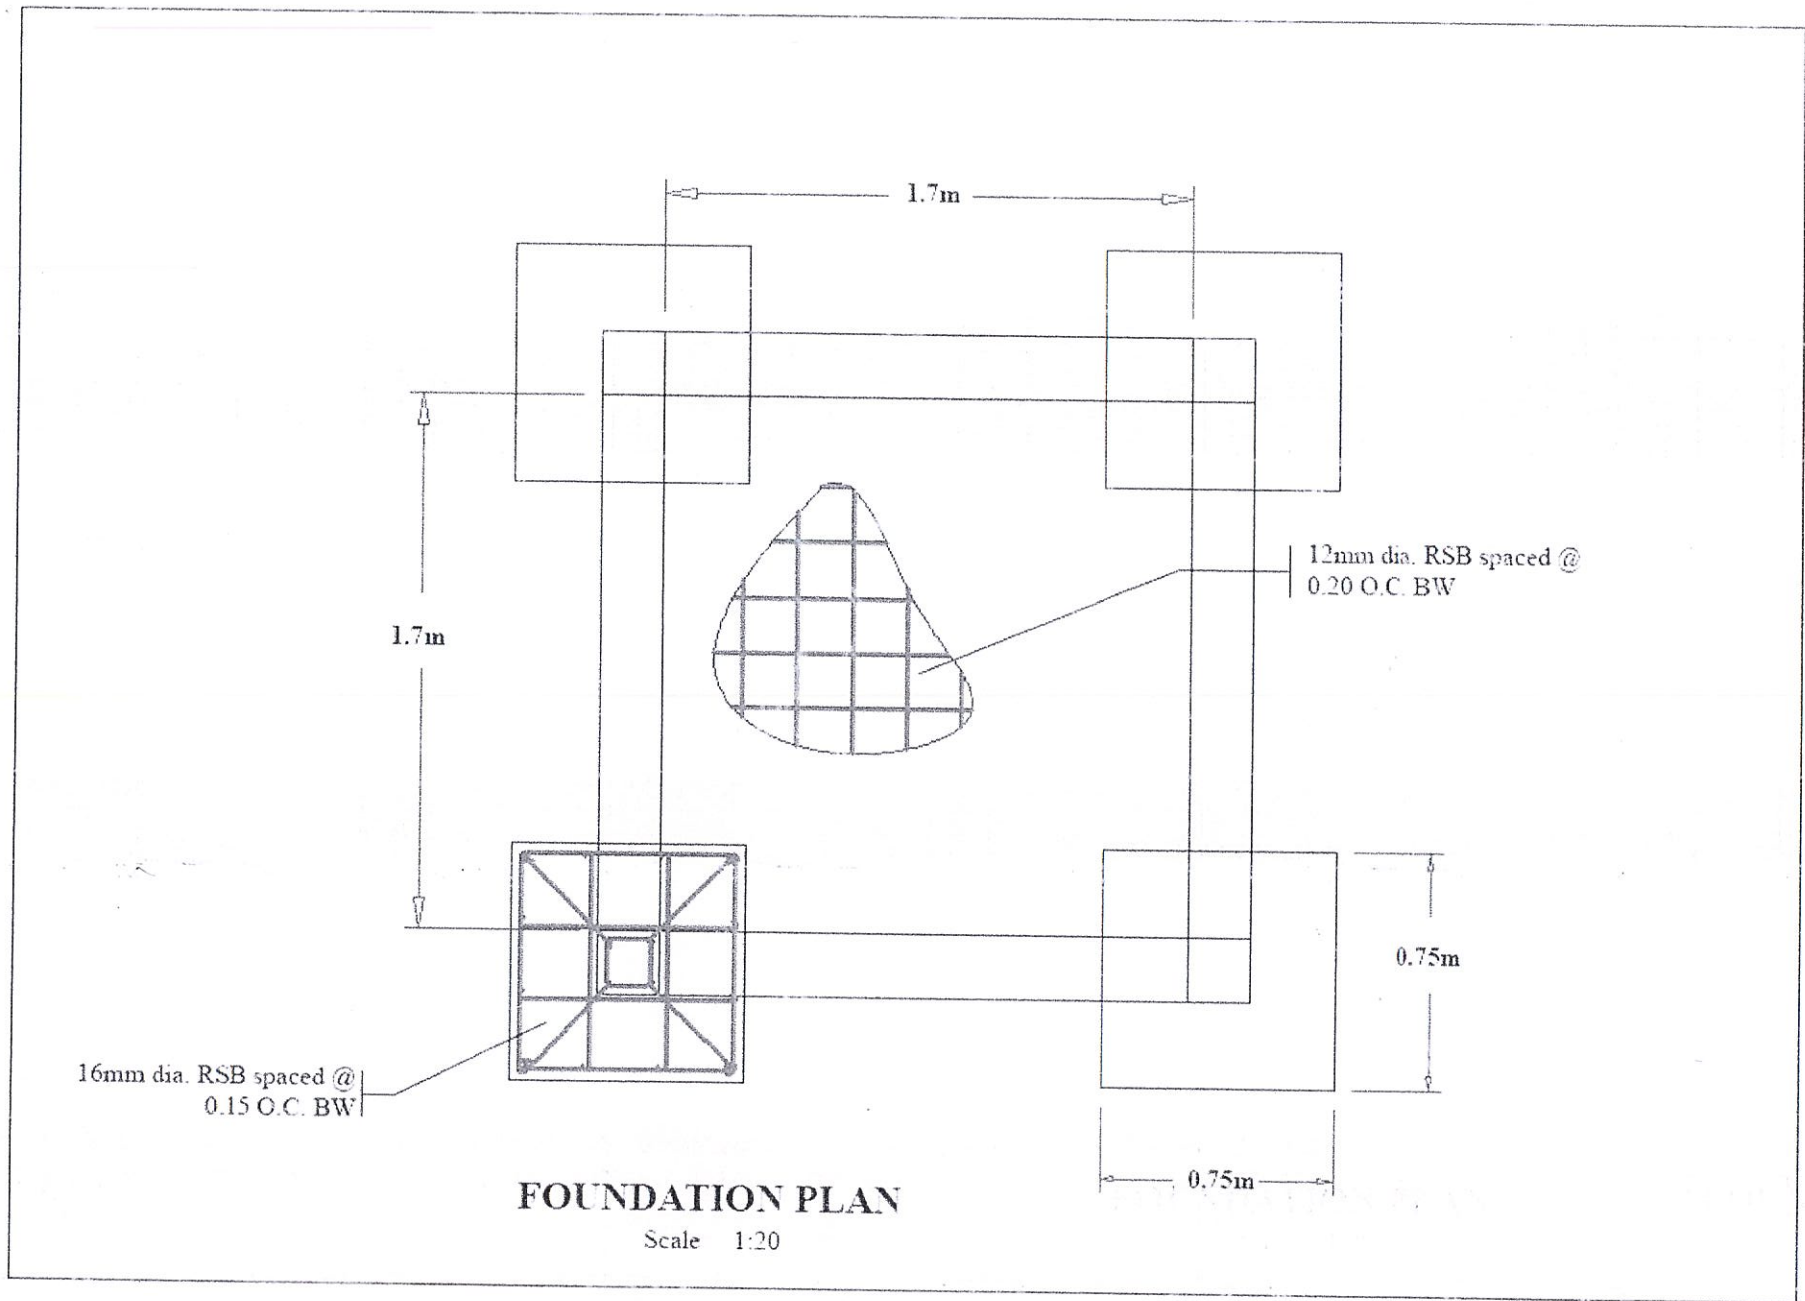 1.7m
12mm dia. RSB spaced @
0.20 O.C. BW
1.7m
0.75m
16mm dia. RSB spaced @
0.15 O.C. BW
0.75m
FOUNDATION PLAN
Scale 1:20